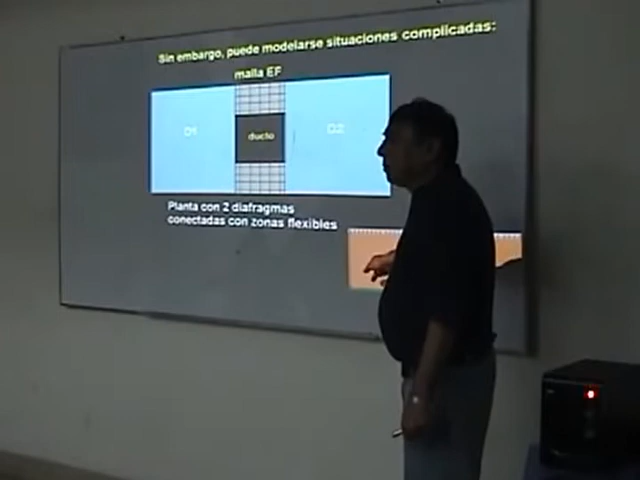 Sin embargo, puede modelarse situaciones complicadas:
malla EF
D1
ducto
D2
Planta con 2 diafragmas
conectadas con zonas flexibles